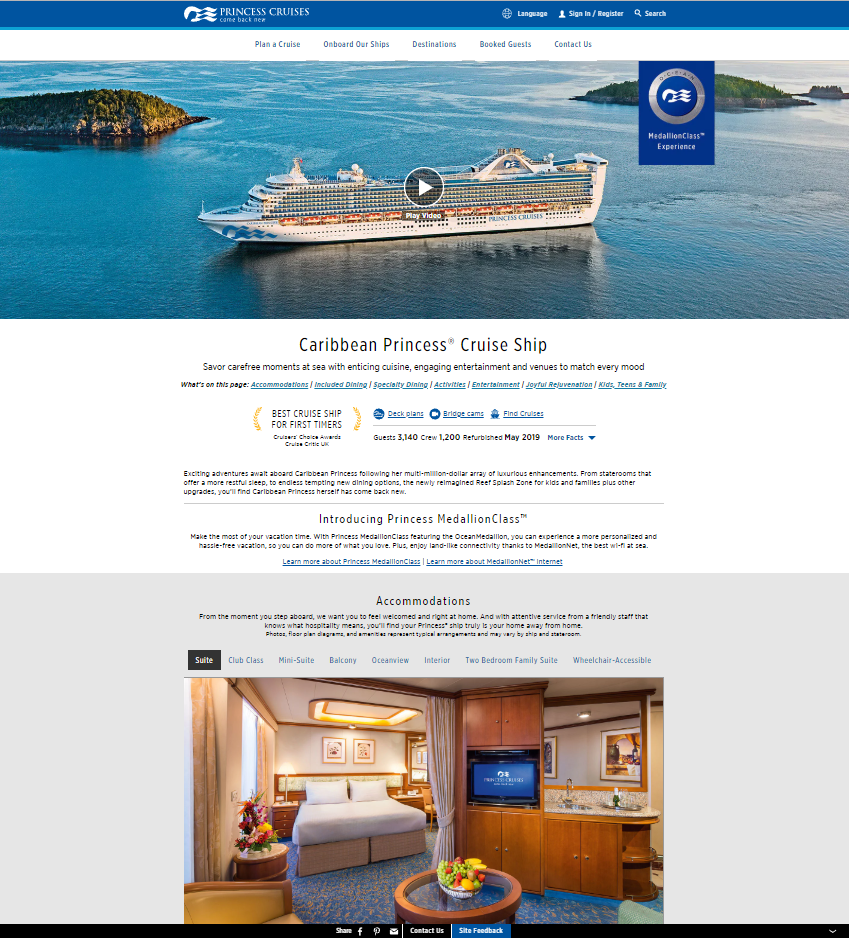 PRINCESS CRUISES
come back new
Language
Sign In / Register
Search
Plan a Cruise
Onboard Our Ships
Destinations
Booked Guests
Contact Us
OCEAN
MedallionClass™
Experience
Play Video
PRINCESS CRUISES
Caribbean Princess® Cruise Ship
Savor carefree moments at sea with enticing cuisine, engaging entertainment and venues to match every mood
What's on this page: Accommodations | Included Dining | Specialty Dining | Activities | Entertainment | Joyful Rejuvenation | Kids, Teens & Family
BEST CRUISE SHIP
FOR FIRST TIMERS
Cruisers' Choice Awards
Cruise Critic UK
Deck plans
Bridge cams
Find Cruises
Guests 3,140 Crew 1,200 Refurbished May 2019 More Facts
Exciting adventures await aboard Caribbean Princess following her multi-million-dollar array of luxurious enhancements. From staterooms that
offer a more restful sleep, to endless tempting new dining options, the newly reimagined Reef Splash Zone for kids and families plus other
upgrades, you'll find Caribbean Princess herself has come back new.
Introducing Princess MedallionClass™
Make the most of your vacation time. With Princess MedallionClass featuring the OceanMedallion, you can experience a more personalized and
hassle-free vacation, so you can do more of what you love. Plus, enjoy land-like connectivity thanks to MedallionNet, the best wi-fi at sea.
Learn more about Princess MedallionClass | Learn more about MedallionNet™ Internet
Accommodations
From the moment you step aboard, we want you to feel welcomed and right at home. And with attentive service from a friendly staff that
knows what hospitality means, you'll find your Princess® ship truly is your home away from home.
Photos, floor plan diagrams, and amenities represent typical arrangements and may vary by ship and stateroom.
Suite
Club Class
Mini-Suite
Balcony
Oceanview
Interior
Two Bedroom Family Suite
Wheelchair-Accessible
PRINCESS CRUISES
Share
Contact Us
Site Feedback